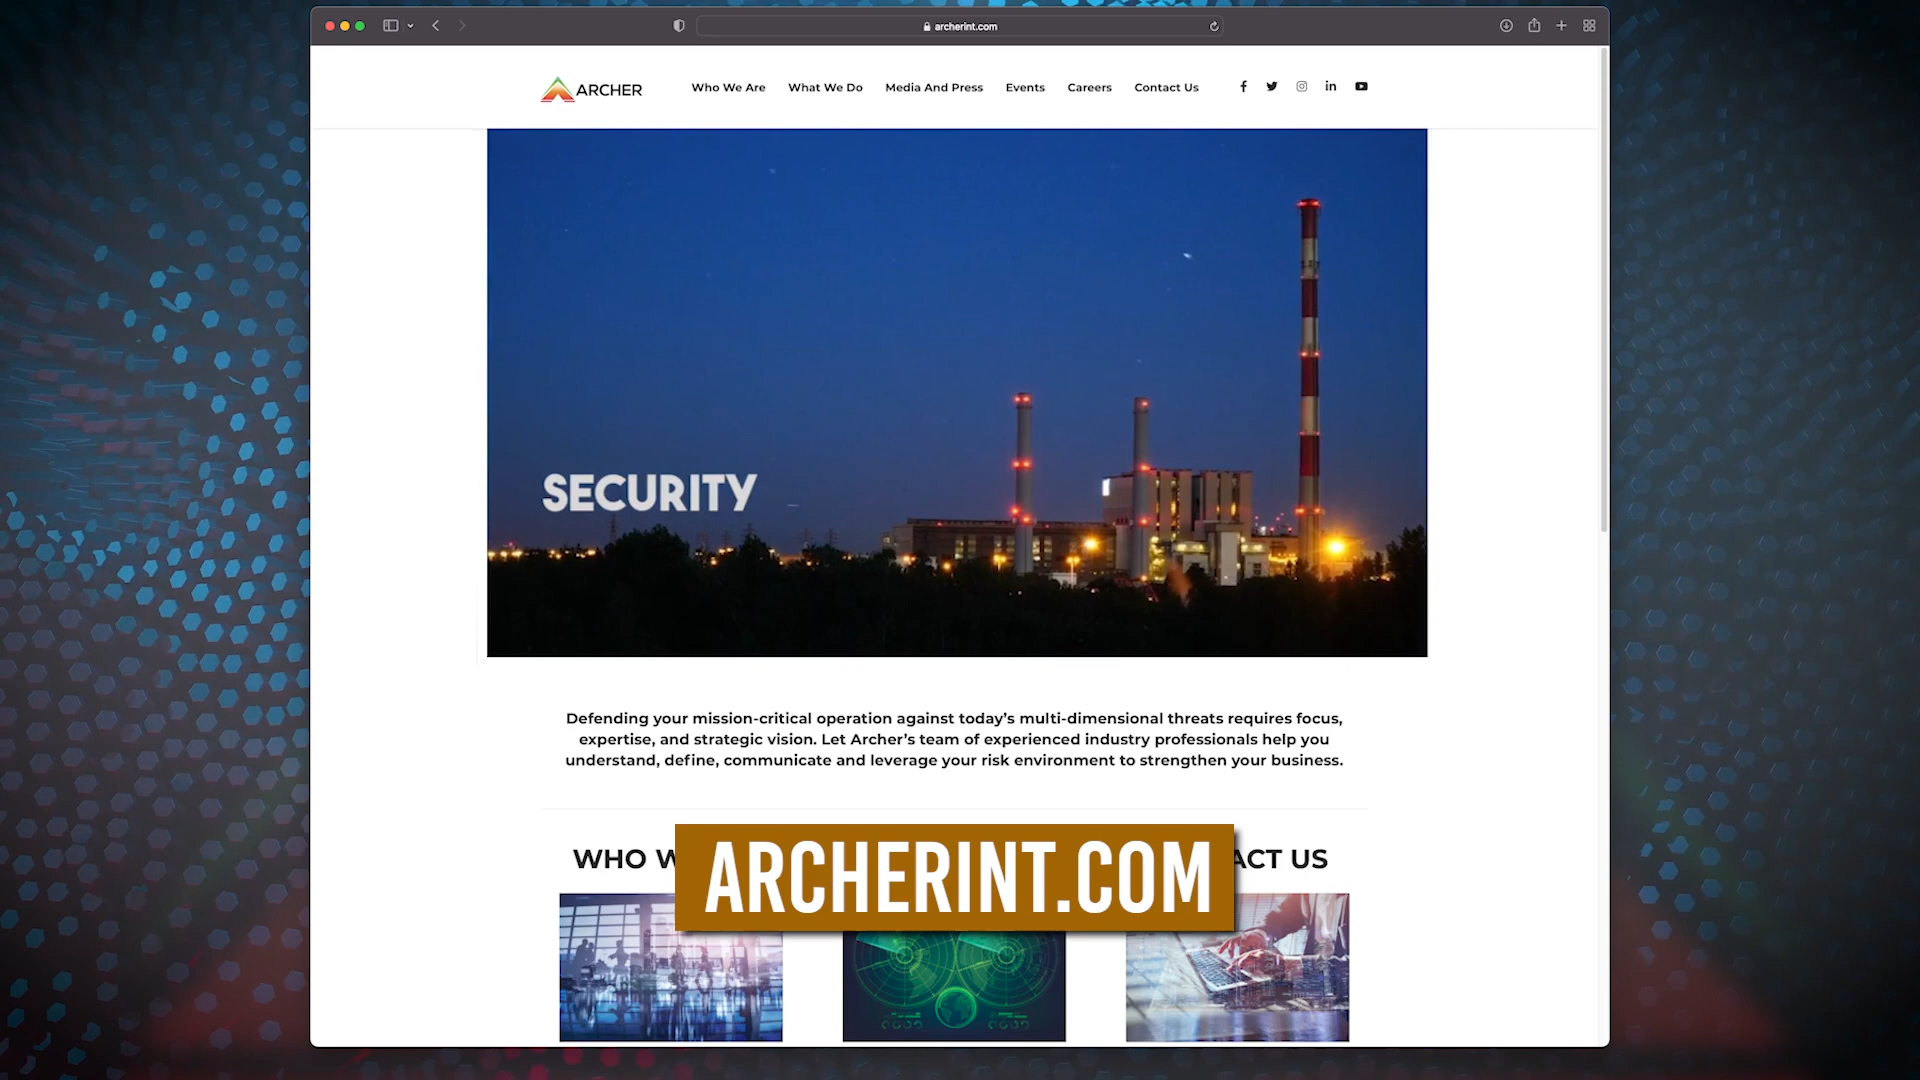 archerint.com
ARCHER
Who We Are
What We Do
Media And Press
Events
Careers
Contact Us
SECURITY
Defending your mission-critical operation against today's multi-dimensional threats requires focus,
expertise, and strategic vision. Let Archer's team of experienced industry professionals help you
understand, define, communicate and leverage your risk environment to strengthen your business.
WHO W
ACT US
ARCHERINT.COM